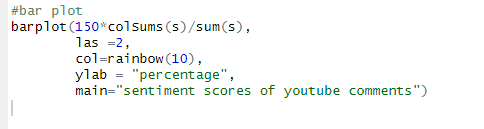 #bar plot
barplot(150*colSums(s)/sum(s),
las =2,
col=rainbow(10),
ylab = "percentage",
main="sentiment scores of youtube comments")